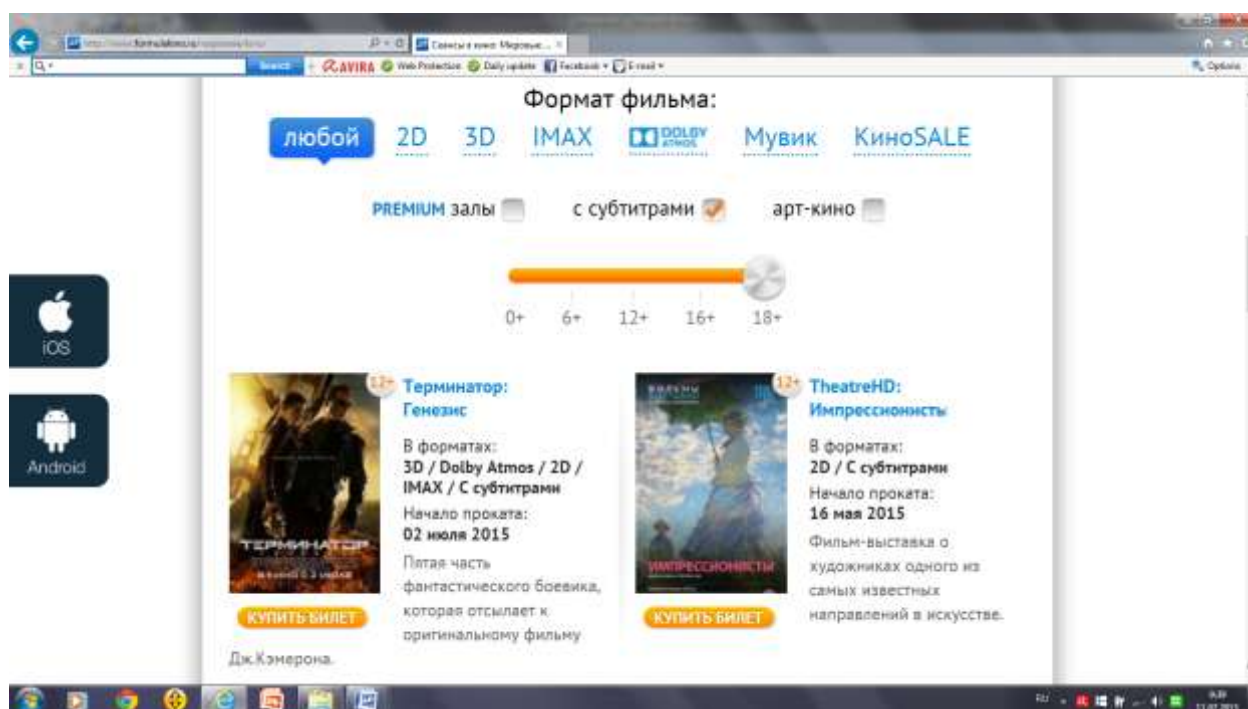 Сеансы в кино: Мировые...
Search
AVIRA Web Protection Daily update Facebook E-mail
Options
Формат фильма:
любой 2D 3D IMAX DOLBY ATMOS Мувик КиноSALE
PREMIUM залы с субтитрами арт-кино
0+ 6+ 12+ 16+ 18+
iOS
Android
12+
Терминатор:
Генезис
В форматах:
3D / Dolby Atmos / 2D /
IMAX / С субтитрами
Начало проката:
02 июля 2015
Пятая часть
фантастического боевика,
которая отсылает к
оригинальному фильму
Дж.Кэмерона.
ТЕРМИНАТОР
КУПИТЬ БИЛЕТ
12+
TheatreHD:
Импрессионисты
В форматах:
2D / С субтитрами
Начало проката:
16 мая 2015
Фильм-выставка о
художниках одного из
самых известных
направлений в искусстве.
ИМПРЕССИОНИСТЫ
КУПИТЬ БИЛЕТ
RU